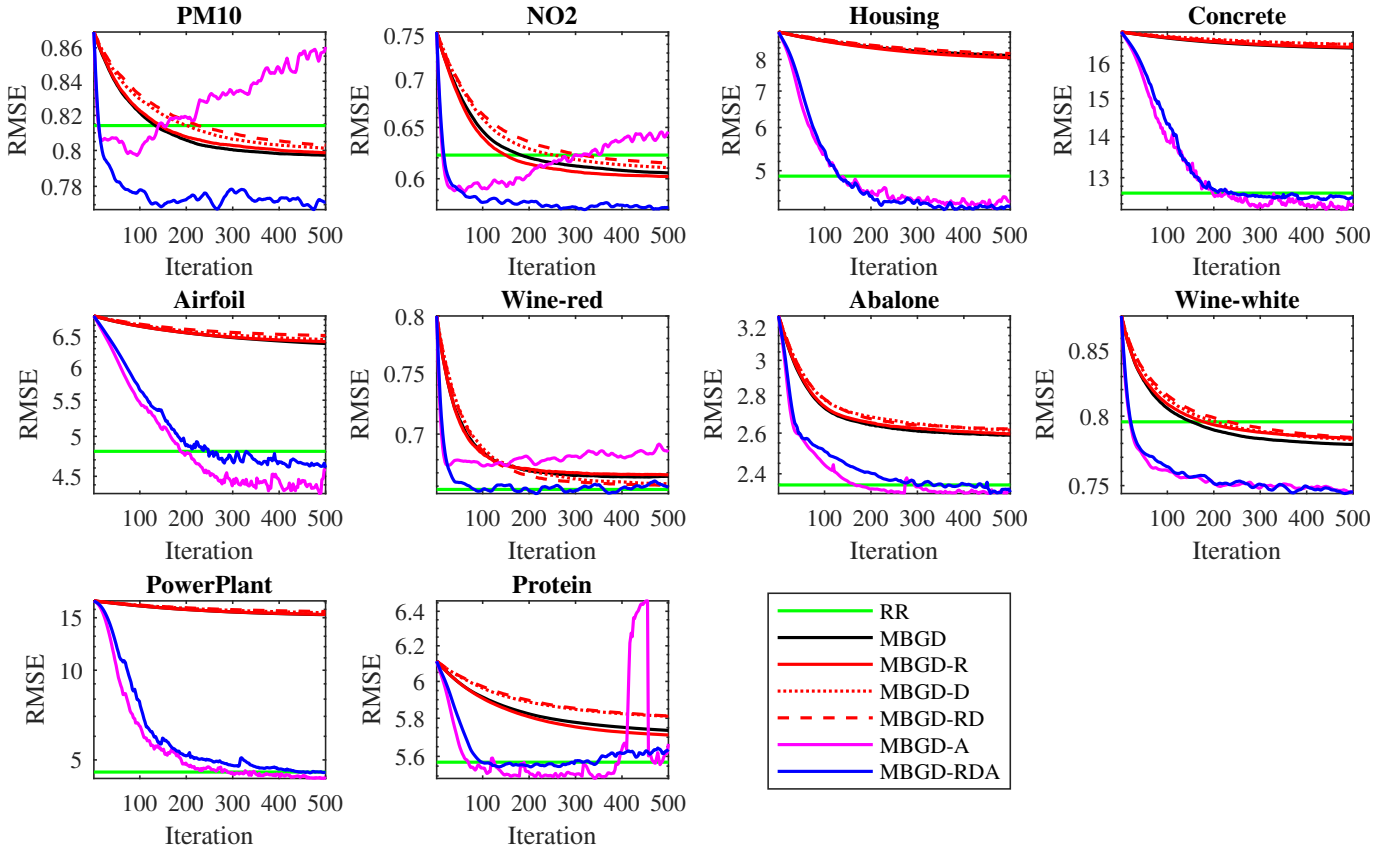 PM10
NO2
Housing
Concrete
RMSE
0.86
0.84
0.82
0.8
0.78
100 200 300 400 500
Iteration
RMSE
0.75
0.7
0.65
0.6
100 200 300 400 500
Iteration
RMSE
8
7
6
5
100 200 300 400 500
Iteration
RMSE
16
15
14
13
100 200 300 400 500
Iteration
Airfoil
Wine-red
Abalone
Wine-white
RMSE
6.5
6
5.5
5
4.5
100 200 300 400 500
Iteration
RMSE
0.8
0.75
0.7
100 200 300 400 500
Iteration
RMSE
3.2
3
2.8
2.6
2.4
100 200 300 400 500
Iteration
RMSE
0.85
0.8
0.75
100 200 300 400 500
Iteration
PowerPlant
Protein
RMSE
15
10
5
100 200 300 400 500
Iteration
RMSE
6.4
6.2
6
5.8
5.6
100 200 300 400 500
Iteration
RR
MBGD
MBGD-R
MBGD-D
MBGD-RD
MBGD-A
MBGD-RDA